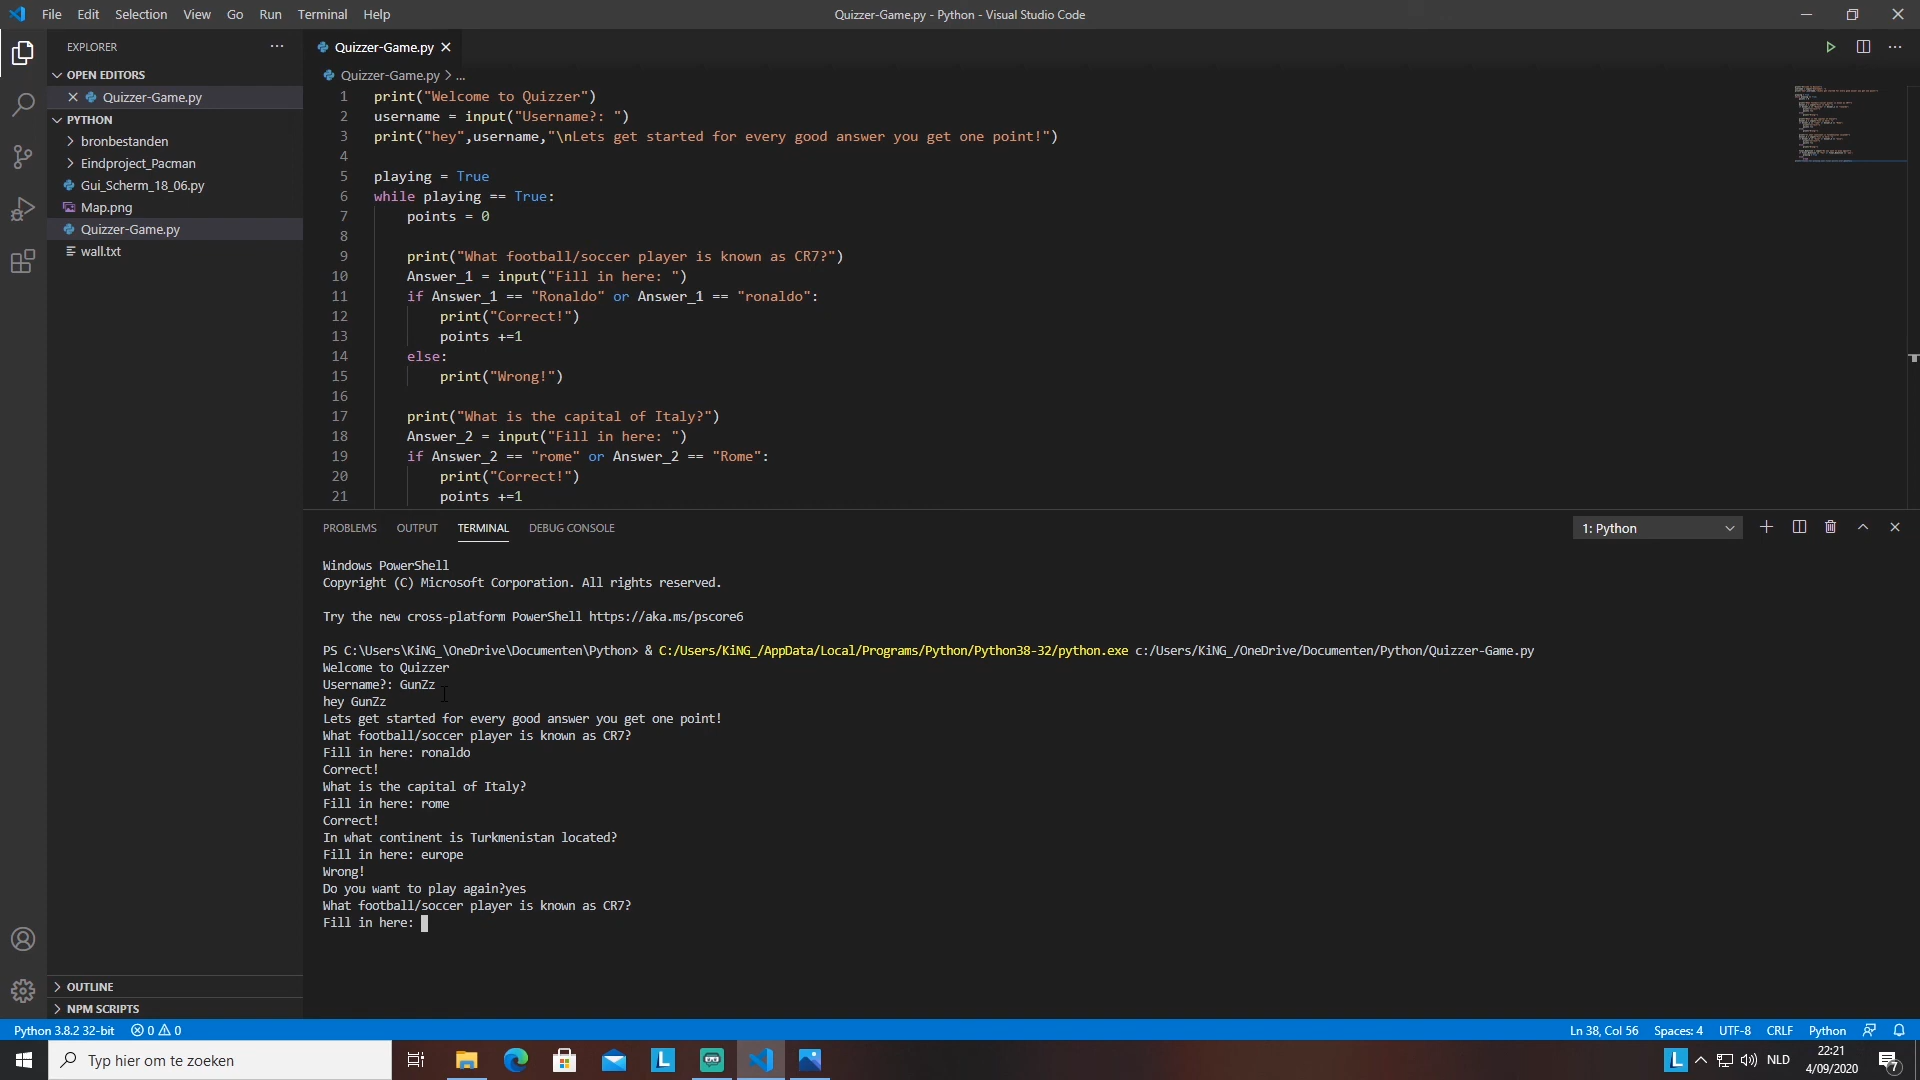 File Edit Selection View Go Run Terminal Help
Quizzer-Game.py - Python - Visual Studio Code
EXPLORER
OPEN EDITORS
Quizzer-Game.py
PYTHON
bronbestanden
Eindproject_Pacman
Gui_Scherm_18_06.py
Map.png
Quizzer-Game.py
wall.txt
OUTLINE
NPM SCRIPTS
Quizzer-Game.py
Quizzer-Game.py > ...
1 print("Welcome to Quizzer")
2 username = input("Username?: ")
3 print("hey",username,"\nLets get started for every good answer you get one point!")
4
5 playing = True
6 while playing == True:
7     points = 0
8
9     print("What football/soccer player is known as CR7?")
10     Answer_1 = input("Fill in here: ")
11     if Answer_1 == "Ronaldo" or Answer_1 == "ronaldo":
12         print("Correct!")
13         points +=1
14     else:
15         print("Wrong!")
16
17     print("What is the capital of Italy?")
18     Answer_2 = input("Fill in here: ")
19     if Answer_2 == "rome" or Answer_2 == "Rome":
20         print("Correct!")
21         points +=1
PROBLEMS OUTPUT TERMINAL DEBUG CONSOLE
1: Python
Windows PowerShell
Copyright (C) Microsoft Corporation. All rights reserved.
Try the new cross-platform PowerShell https://aka.ms/pscore6
PS C:\Users\KiNG_\OneDrive\Documenten\Python> & C:/Users/KiNG_/AppData/Local/Programs/Python/Python38-32/python.exe c:/Users/KiNG_/OneDrive/Documenten/Python/Quizzer-Game.py
Welcome to Quizzer
Username?: GunZz
hey GunZz
Lets get started for every good answer you get one point!
What football/soccer player is known as CR7?
Fill in here: ronaldo
Correct!
What is the capital of Italy?
Fill in here: rome
Correct!
In what continent is Turkmenistan located?
Fill in here: europe
Wrong!
Do you want to play again?yes
What football/soccer player is known as CR7?
Fill in here:
Python 3.8.2 32-bit 0 0
Ln 38, Col 56 Spaces: 4 UTF-8 CRLF Python
Typ hier om te zoeken
L
L
NLD
22:21
4/09/2020
7